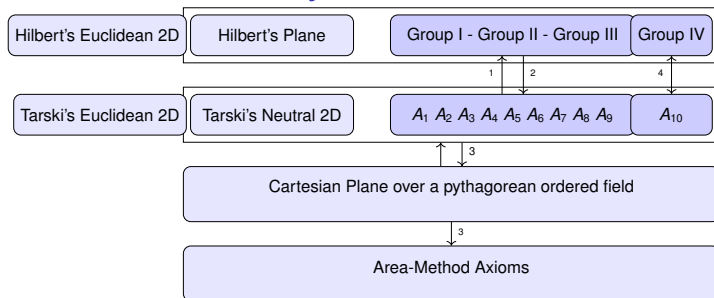 Hilbert's Euclidean 2D Hilbert's Plane Group I - Group II - Group III Group IV
1 2 4
Tarski's Euclidean 2D Tarski's Neutral 2D A1 A2 A3 A4 A5 A6 A7 A8 A9 A10
3
Cartesian Plane over a pythagorean ordered field
3
Area-Method Axioms